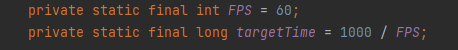 private static final int FPS = 60;
private static final long targetTime = 1000 / FPS;